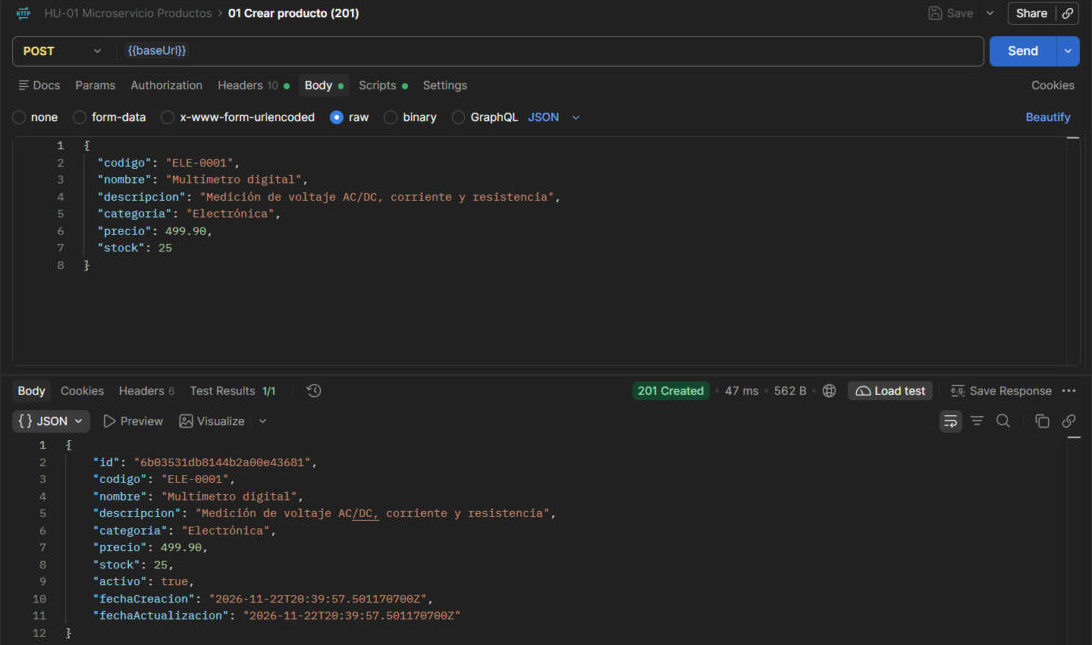 HTTP HU-01 Microservicio Productos > 01 Crear producto (201) Save Share
POST {{baseUrl}} Send
Docs Params Authorization Headers 10 Body Scripts Settings Cookies
none form-data x-www-form-urlencoded raw binary GraphQL JSON Beautify
1 {
2 "codigo": "ELE-0001",
3 "nombre": "Multímetro digital",
4 "descripcion": "Medición de voltaje AC/DC, corriente y resistencia",
5 "categoria": "Electrónica",
6 "precio": 499.90,
7 "stock": 25
8 }
Body Cookies Headers 6 Test Results 1/1 201 Created • 47 ms • 562 B Load test e.g. Save Response
{} JSON Preview Visualize
1 {
2 "id": "6b03531db8144b2a00e43681",
3 "codigo": "ELE-0001",
4 "nombre": "Multímetro digital",
5 "descripcion": "Medición de voltaje AC/DC, corriente y resistencia",
6 "categoria": "Electrónica",
7 "precio": 499.90,
8 "stock": 25,
9 "activo": true,
10 "fechaCreacion": "2026-11-22T20:39:57.501170700Z",
11 "fechaActualizacion": "2026-11-22T20:39:57.501170700Z"
12 }